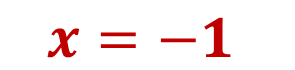 x = −1